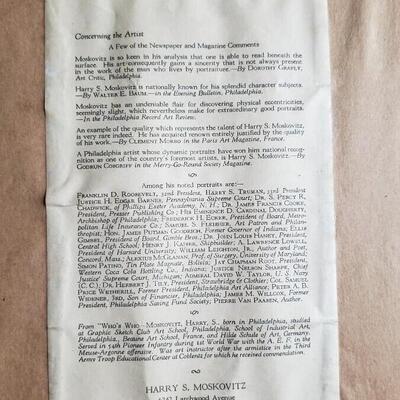 Concerning the Artist
A Few of the Newspaper and Magazine Comments
Moskovitz is so keen in his analysis that one is able to read beneath the
surface. His art consequently gains a sincerity that is not always present
in the work of the man who lives by portraiture.—By DOROTHY GRAFLY,
Art Critic, Philadelphia.
Harry S. Moskovitz is nationally known for his splendid character subjects.
—By WALTER E. BAUM.—in the Evening Bulletin, Philadelphia.
Moskovitz has an undeniable flair for discovering physical eccentricities,
seemingly slight, which nevertheless make for extraordinary good portraits.
—In the Philadelphia Record Art Review.
An example of the quality which represents the talent of Harry S. Moskovitz,
is very rare indeed. He has acquired renown entirely justified by the quality
of his work.—By CLEMENT MORRO in the Paris Art Magazine, France.
A Philadelphia artist whose dynamic portraits have won him national recog-
nition as one of the country's foremost artists, is Harry S. Moskovitz.—By
in the Merry-Go-Round Society Magazine.
Among his noted portraits are:—
FRANKLIN D. ROOSEVELT, 32nd President, HARRY S. TRUMAN, 33rd President
JUSTICE H. EDGAR BARNES, Pennsylvania Supreme Court; DR. S. PERCY R.
CHADWICK, of Phillips Exeter Academy, N. H.; DR. JAMES FRANCIS COOKE,
President, Presser Publishing Co.; HIS EMINENCE D. CARDINAL DOUGHERTY,
Archbishop of Philadelphia; FREDERICK H. ECKER, President of Board, Metro-
politan Life Insurance Co.; SAMUEL S. FLEISHER, Art Patron and Philan-
thropist; HON. JAMES PUTNAM GOODRICH, Former Governor of Indiana; ELLIS
GIMBEL, President of Board, Gimbel Bros.; DR. JOHN LOUIS HANEY, President,
Central High School; HENRY J. KAISER, Shipbuilder; A. LAWRENCE LOWELL,
President of Harvard University; WILLIAM LEIGHTON, JR., Author and Poet,
Concord, Mass.; ALEXIUS MCGLANNAN, Prof. of Surgery, University of Maryland;
SIMON PATINO, Tin Plate Magnate, Bolivia; JAY CHAPMAN ROOT, President,
Western Coca Cola Bottling Co., Indiana; JUSTICE NELSON SHARPE, Chief
Justice, Supreme Court, Michigan; ADMIRAL DAVID W. TAYLOR, U. S. Navy
(C. C.) DR. HERBERT J. TILY, President, Strawbridge & Clothier; COL. SAMUEL
PRICE WETHERILL, Former President, Philadelphia Art Alliance; PETER A. B.
WIDENER, 3RD, Son of Financier, Philadelphia; JAMES M. WILLCOX, Former
President, Philadelphia Saving Fund Society; PIERRE VAN PAASEN, Author.
From "WHO'S WHO—MOSKOVITZ, HARRY S., born in Philadelphia, studied
at Graphic Sketch Club Art School, Philadelphia, School of Industrial Art,
Philadelphia, Beaune Art School, France, and Hilde Schule of Art, Germany.
Served in 54th Pioneer Infantry during 1st World War with the A. E. F. in the
Meuse-Argonne offensive. Was art instructor after armistice in the Third
Army Troop Educational Center at Coblentz for which he received commendation.
HARRY S. MOSKOVITZ
Larchwood Avenue